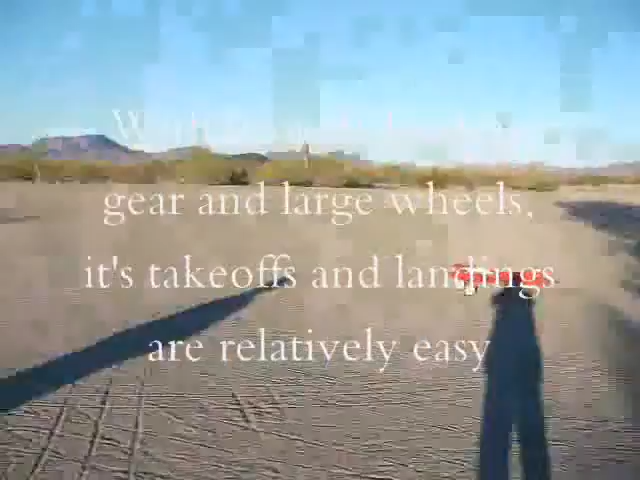 gear and large wheels,
it's takeoffs and landings
are relatively easy